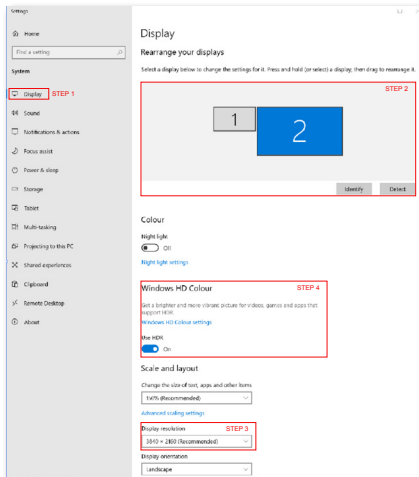 Settings
Home
Find a setting
System
Display STEP 1
Sound
Notifications & actions
Focus assist
Power & sleep
Storage
Tablet
Multi-tasking
Projecting to this PC
Shared experiences
Clipboard
Remote Desktop
About
Display
Rearrange your displays
Select a display below to change the settings for it. Press and hold (or select) a display, then drag to rearrange it.
STEP 2
1
2
Identify
Detect
Colour
Night light
Off
Night light settings
Windows HD Colour STEP 4
Get a brighter and more vibrant picture for videos, games and apps that
support HDR.
Windows HD Colour settings
Use HDR
On
Scale and layout
Change the size of text, apps and other items
150% (Recommended)
Advanced scaling settings
Display resolution STEP 3
3840 × 2160 (Recommended)
Display orientation
Landscape